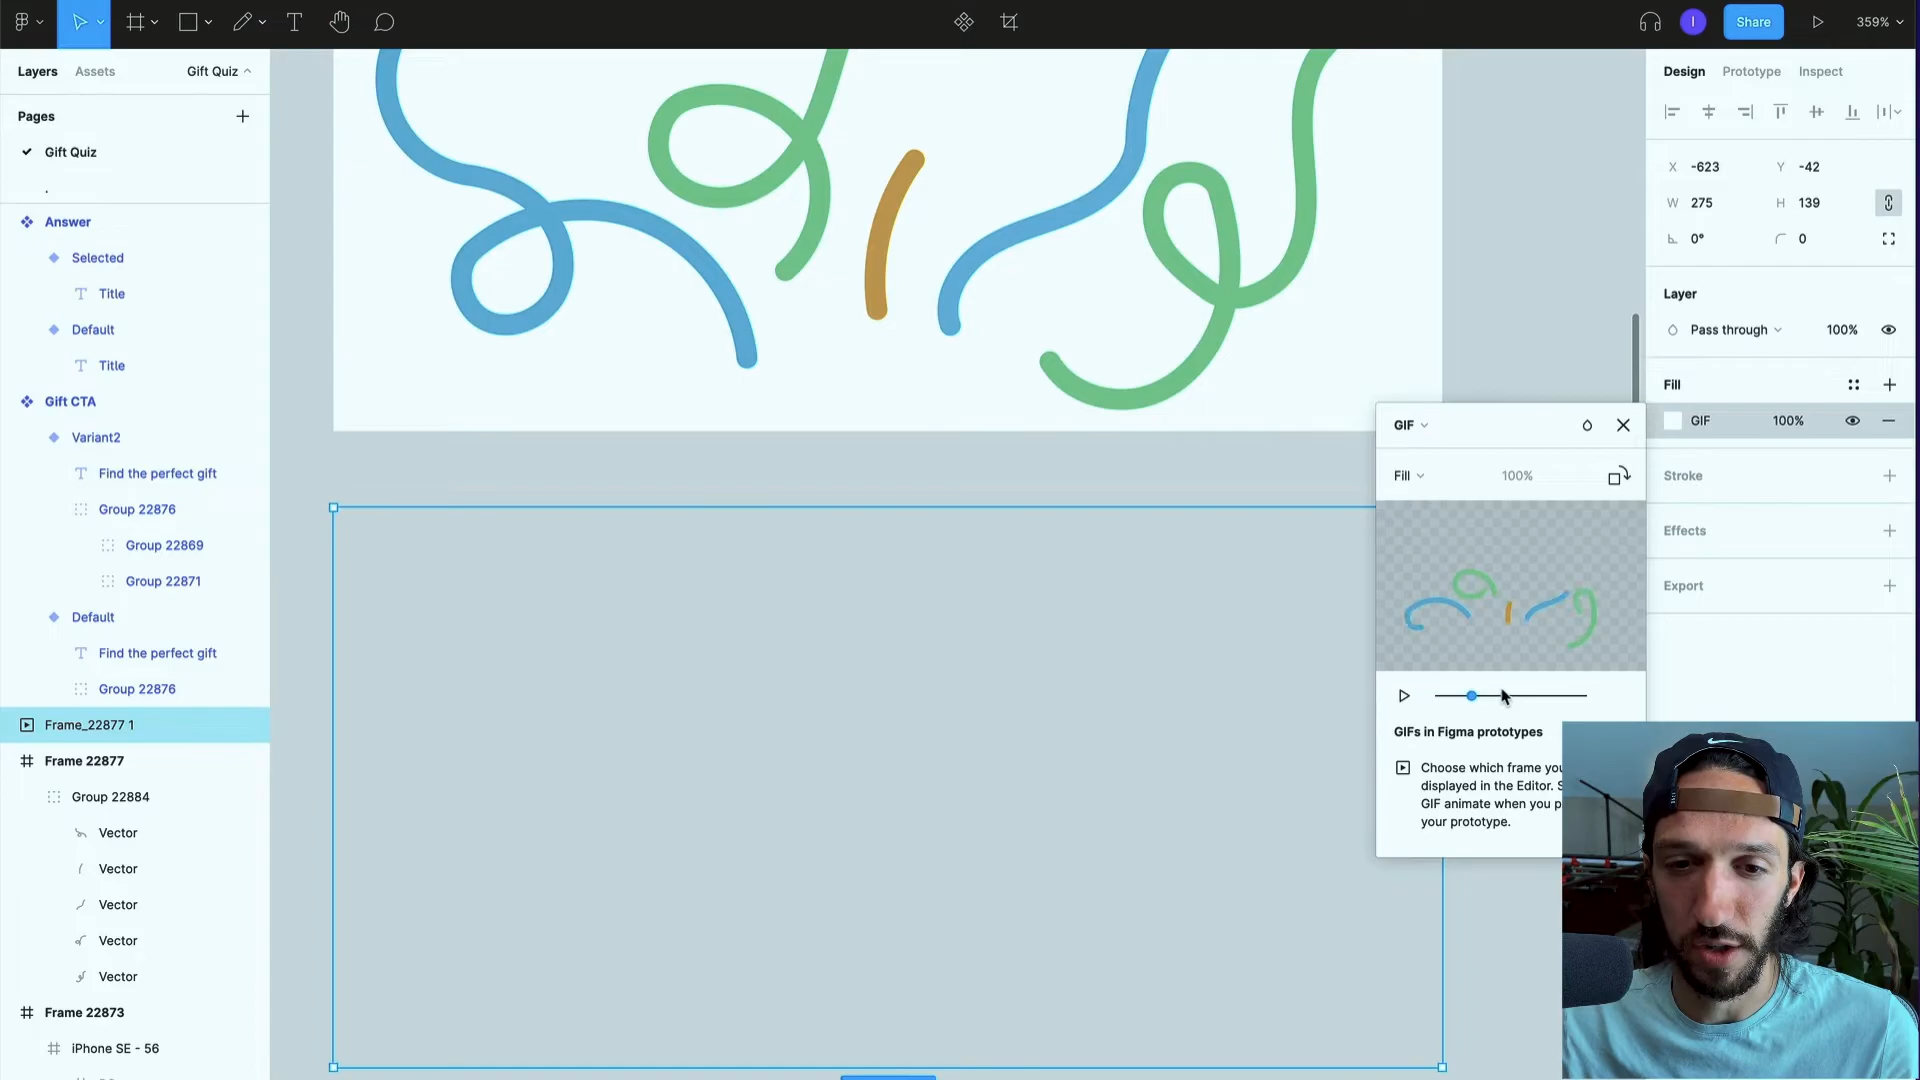 Share
359%
Layers
Assets
Gift Quiz
Pages
Gift Quiz
.
Answer
Selected
Title
Default
Title
Gift CTA
Variant2
Find the perfect gift
Group 22876
Group 22869
Group 22871
Default
Find the perfect gift
Group 22876
Frame_22877 1
Frame 22877
Group 22884
Vector
Vector
Vector
Vector
Vector
Frame 22873
iPhone SE - 56
Design
Prototype
Inspect
X -623
Y -42
W 275
H 139
0°
0
Layer
Pass through
100%
Fill
GIF
100%
Stroke
Effects
Export
GIF
Fill
100%
GIFs in Figma prototypes
Choose which frame you
displayed in the Editor. S
GIF animate when you p
your prototype.